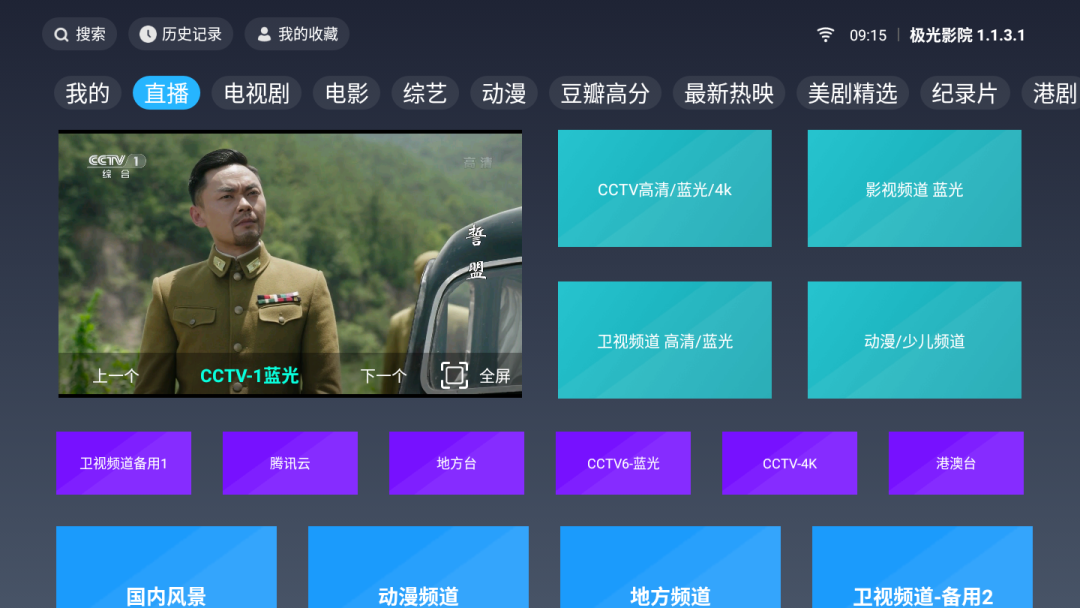 搜索
历史记录
我的收藏
09:15
极光影院 1.1.3.1
我的
直播
电视剧
电影
综艺
动漫
豆瓣高分
最新热映
美剧精选
纪录片
港剧
CCTV 1
综合
高清
誓盟
上一个
CCTV-1蓝光
下一个
全屏
CCTV高清/蓝光/4k
影视频道 蓝光
卫视频道 高清/蓝光
动漫/少儿频道
卫视频道备用1
腾讯云
地方台
CCTV6-蓝光
CCTV-4K
港澳台
国内风景
动漫频道
地方频道
卫视频道-备用2